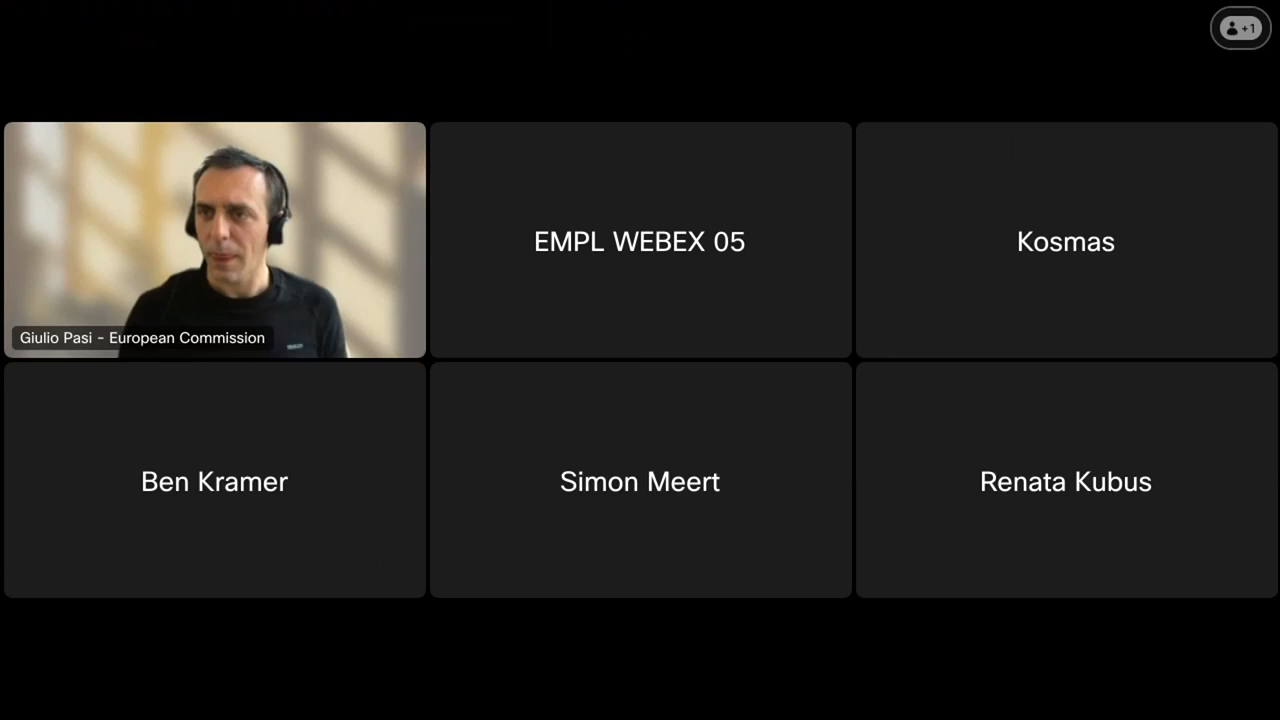 +1
EMPL WEBEX 05
Kosmas
Giulio Pasi - European Commission
Ben Kramer
Simon Meert
Renata Kubus